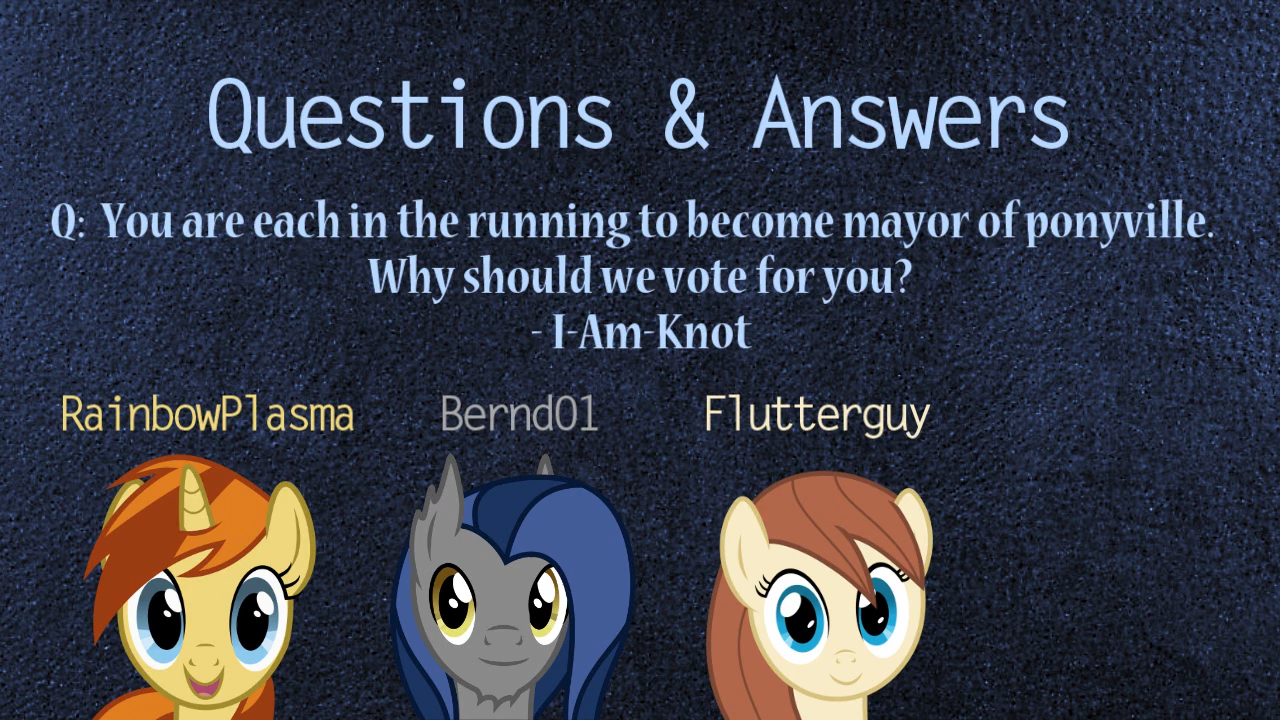 Questions & Answers
Q: You are each in the running to become mayor of ponyville.
Why should we vote for you?
- I-Am-Knot
RainbowPlasma Bernd01 Flutterguy